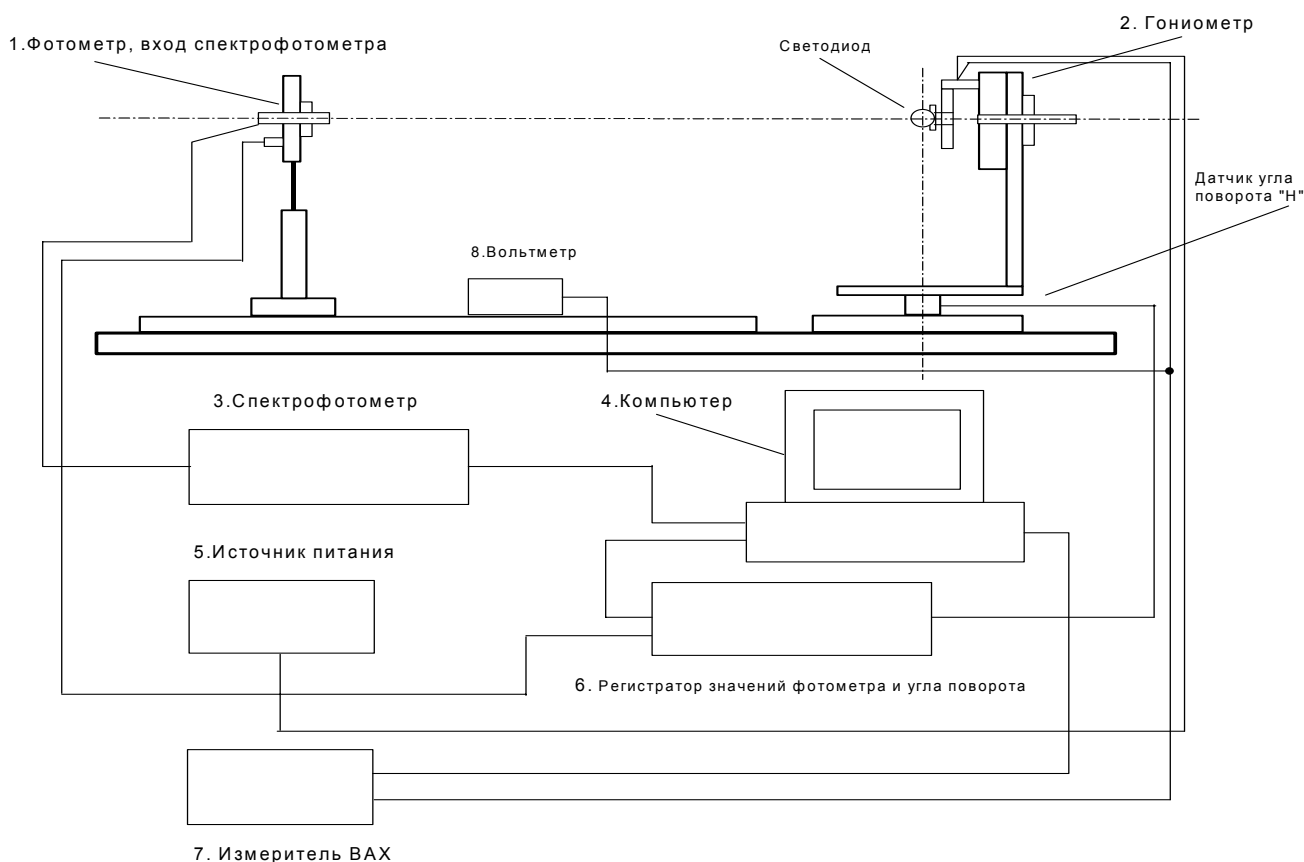 1.Фотометр, вход спектрофотометра
Светодиод
2. Гониометр
Датчик угла
поворота "Н"
8.Вольтметр
3.Спектрофотометр
4.Компьютер
5.Источник питания
6. Регистратор значений фотометра и угла поворота
7. Измеритель ВАХ